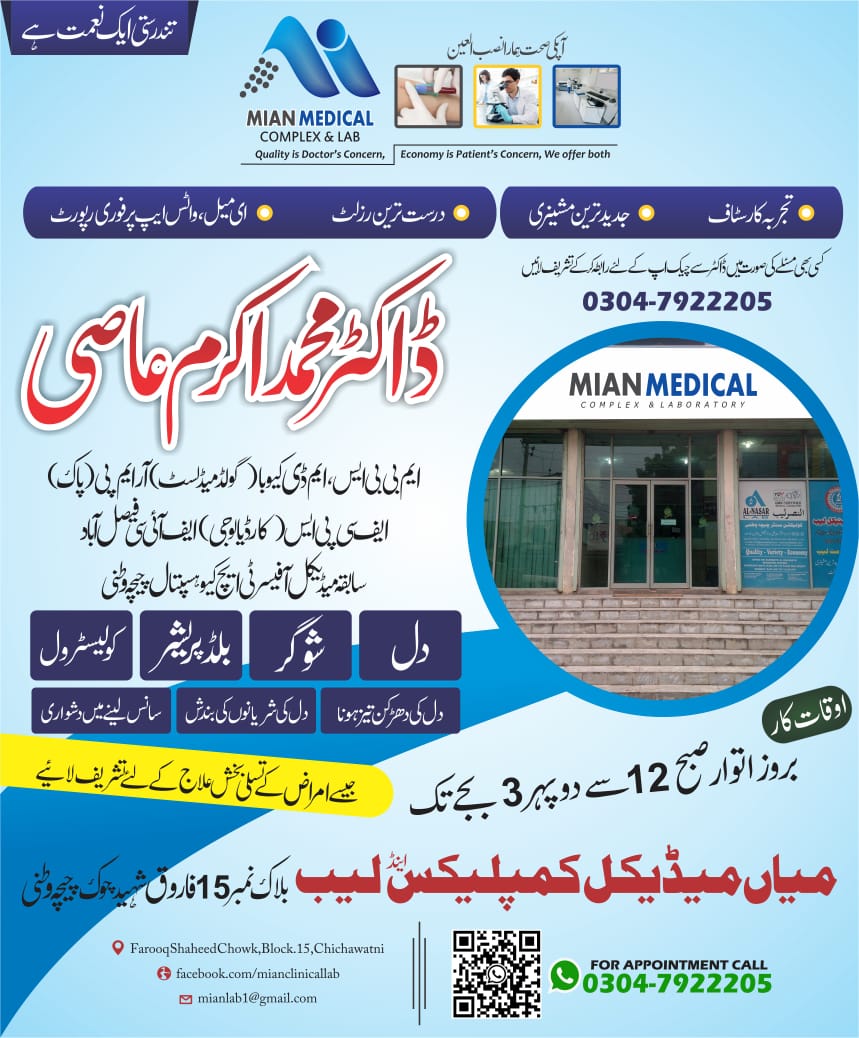 تندرستی ایک نعمت ہے
آپکی صحت ہمارا نصب العین
MIAN MEDICAL
COMPLEX & LAB
Quality is Doctor's Concern, Economy is Patient's Concern, We offer both
تجربہ کار سٹاف
جدید ترین مشینری
درست ترین رزلٹ
ای میل، واٹس ایپ پر فوری رپورٹ
کسی بھی مسئلے کی صورت میں ڈاکٹر سے چیک اپ کے لئے رابطہ کر کے تشریف لائیں
0304-7922205
ڈاکٹر محمد اکرم عاصی
ایم بی بی ایس، ایم ڈی کیوبا (گولڈ میڈلسٹ) آر ایم پی (پاک)
ایف سی پی ایس (کارڈیالوجی) ایف آئی سی فیصل آباد
سابقہ میڈیکل آفیسر ٹی ایچ کیو ہسپتال چیچہ وطنی
MIAN MEDICAL
COMPLEX & LABORATORY
AL-NASAR
LAB
النصر لیب
Quality - Variety - Economy
دل
شوگر
بلڈ پریشر
کولیسٹرول
دل کی دھڑکن تیز ہونا
دل کی شریانوں کی بندش
سانس لینے میں دشواری
جیسے امراض کے تسلی بخش علاج کے لئے تشریف لائیے
اوقات کار
بروز اتوار صبح 12 سے دوپہر 3 بجے تک
میاں میڈیکل کمپلیکس اینڈ لیب بلاک نمبر 15 فاروق شہید چوک چیچہ وطنی
FarooqShaheedChowk,Block.15,Chichawatni
facebook.com/mianclinicallab
mianlab1@gmail.com
FOR APPOINTMENT CALL
0304-7922205